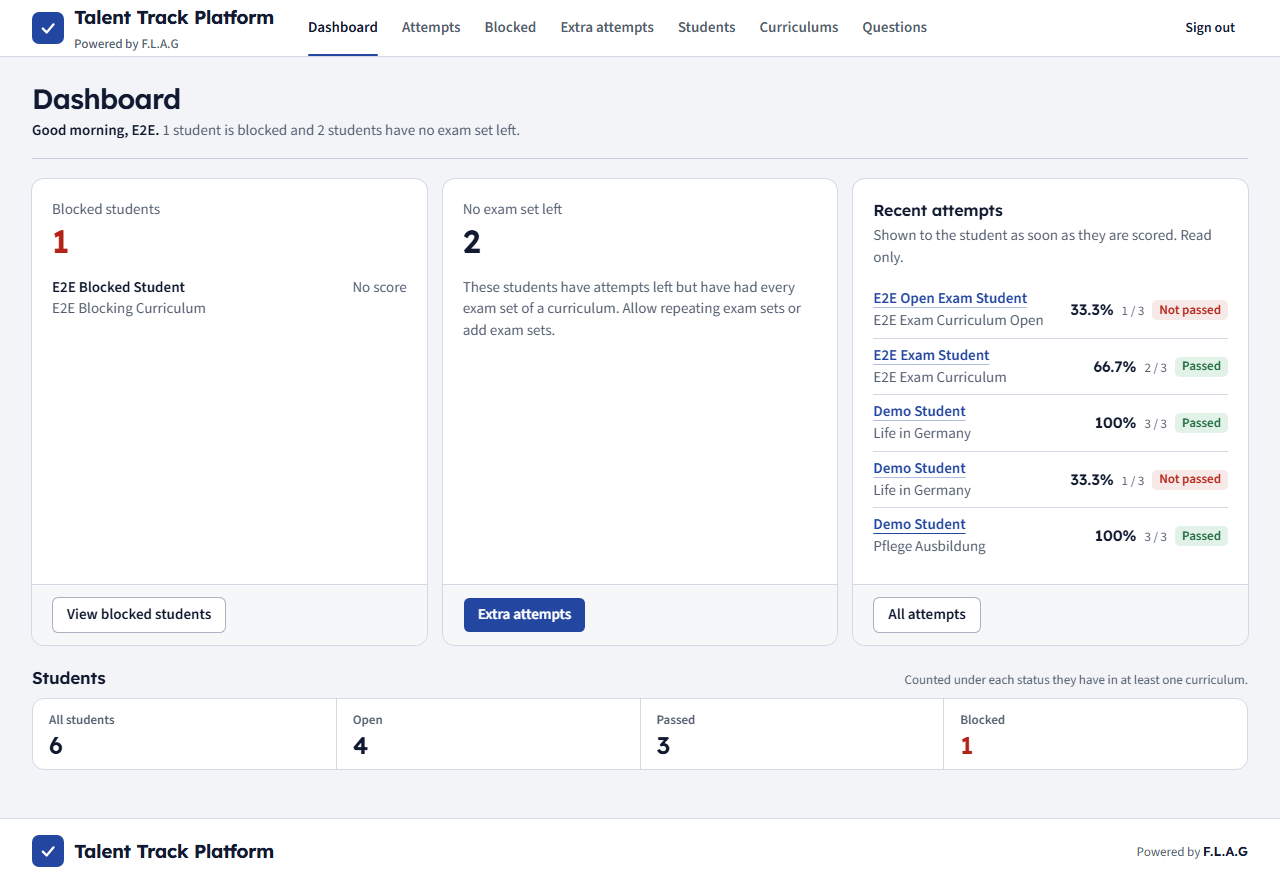 Talent Track Platform
Powered by F.L.A.G
Dashboard Attempts Blocked Extra attempts Students Curriculums Questions Sign out
Dashboard
Good morning, E2E. 1 student is blocked and 2 students have no exam set left.
Blocked students
1
E2E Blocked Student No score
E2E Blocking Curriculum
View blocked students
No exam set left
2
These students have attempts left but have had every
exam set of a curriculum. Allow repeating exam sets or
add exam sets.
Extra attempts
Recent attempts
Shown to the student as soon as they are scored. Read
only.
E2E Open Exam Student
E2E Exam Curriculum Open
33.3% 1 / 3 Not passed
E2E Exam Student
E2E Exam Curriculum
66.7% 2 / 3 Passed
Demo Student
Life in Germany
100% 3 / 3 Passed
Demo Student
Life in Germany
33.3% 1 / 3 Not passed
Demo Student
Pflege Ausbildung
100% 3 / 3 Passed
All attempts
Students
Counted under each status they have in at least one curriculum.
All students
6
Open
4
Passed
3
Blocked
1
Talent Track Platform
Powered by F.L.A.G